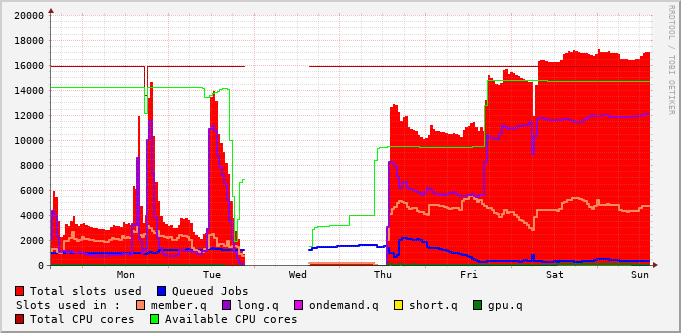 20000
18000
16000
14000
12000
10000
8000
6000
4000
2000
0
Mon Tue Wed Thu Fri Sat Sun
RRDTOOL / TOBI OETIKER
Total slots used Queued Jobs
Slots used in : member.q long.q ondemand.q short.q gpu.q
Total CPU cores Available CPU cores